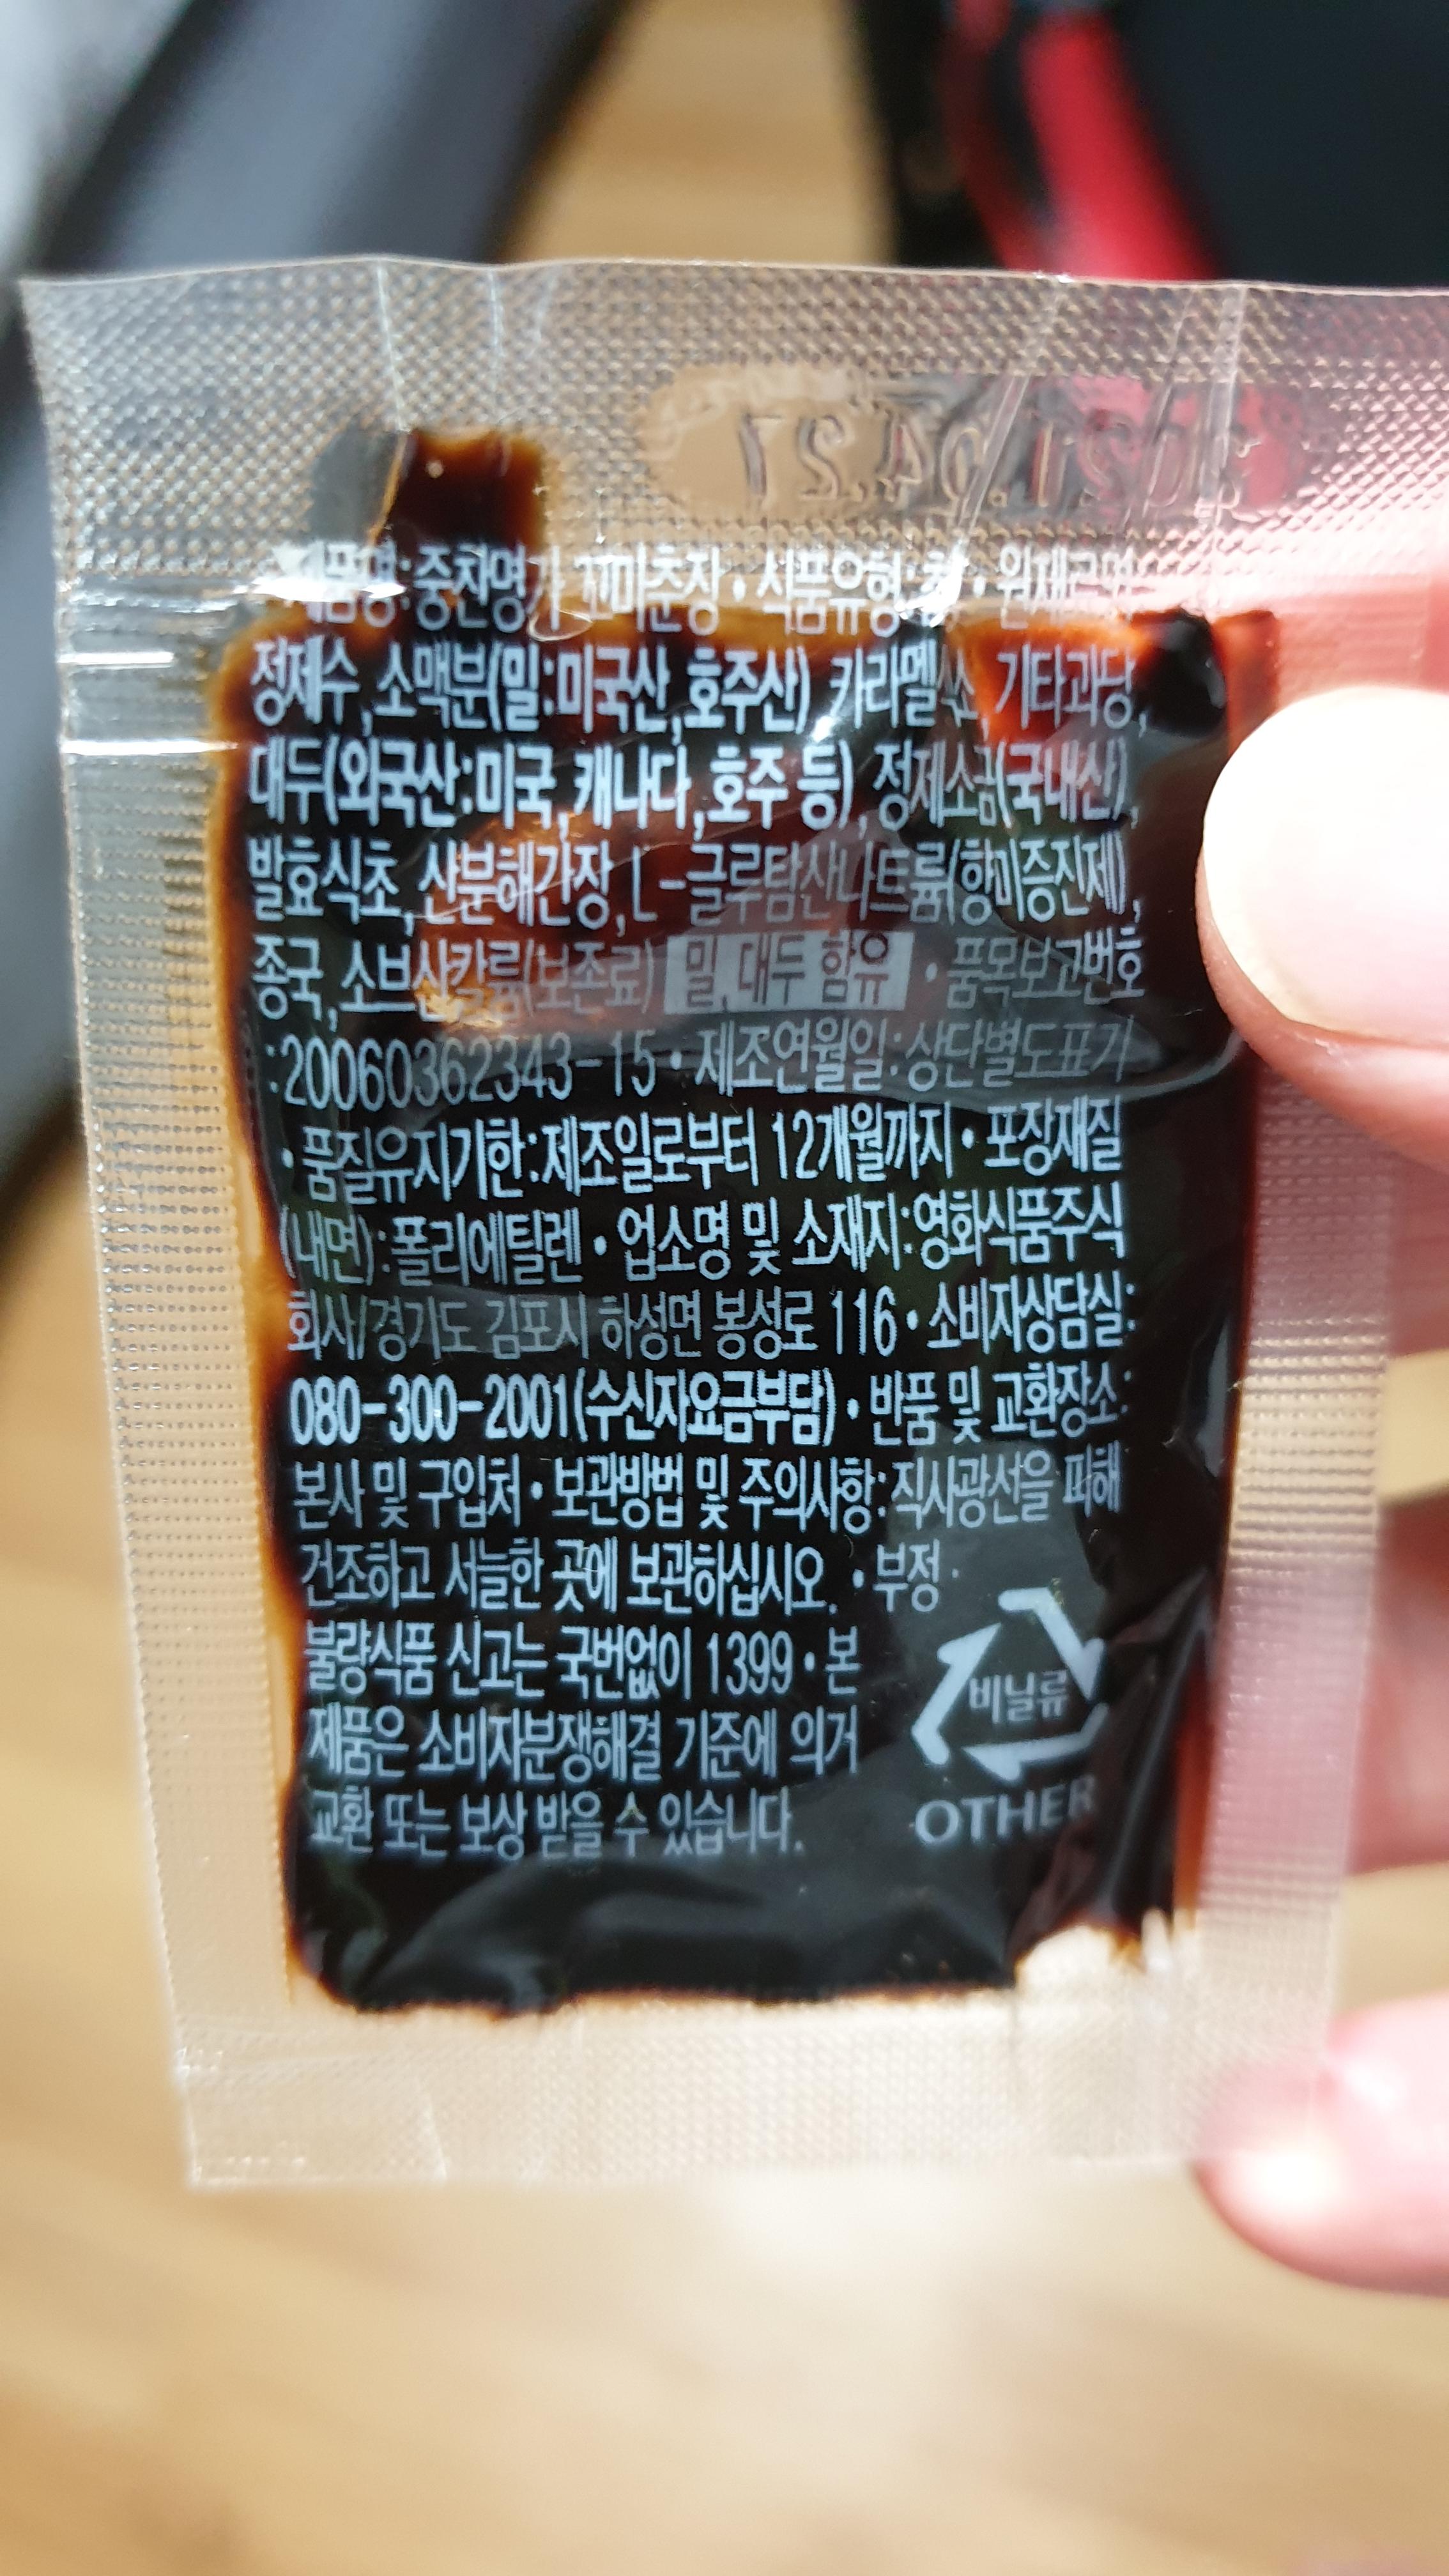 2021.04.27
제품명:중찬명가 꼬마춘장 • 식품유형:춘장 • 원재료명:
정제수,소맥분(밀:미국산,호주산) 카라멜색소,기타과당,
대두(외국산:미국,캐나다,호주 등),정제소금(국내산),
발효식초,산분해간장,L-글루탐산나트륨(향미증진제),
종국,소브산칼륨(보존료) 밀,대두 함유 • 품목보고번호
:20060362343-15 • 제조연월일:상단별도표기
• 품질유지기한:제조일로부터 12개월까지 • 포장재질
(내면):폴리에틸렌 • 업소명 및 소재지:영화식품주식
회사/경기도 김포시 하성면 봉성로 116 • 소비자상담실:
080-300-2001(수신자요금부담) • 반품 및 교환장소:
본사 및 구입처 • 보관방법 및 주의사항:직사광선을 피해
건조하고 서늘한 곳에 보관하십시오. • 부정·
불량식품 신고는 국번없이 1399 • 본
제품은 소비자분쟁해결 기준에 의거
교환 또는 보상 받을 수 있습니다.
비닐류
OTHER